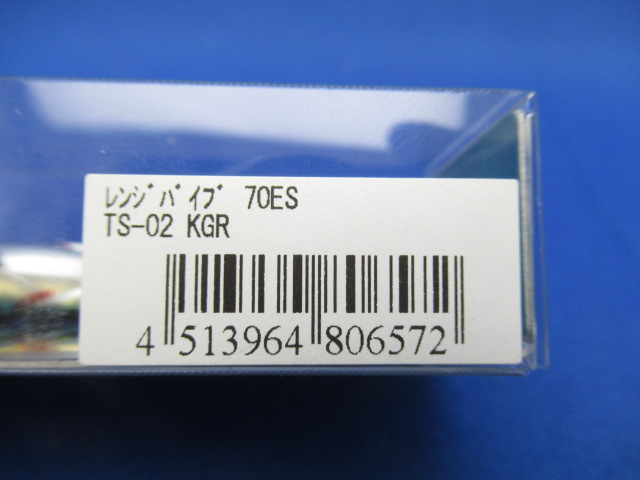 ﾚﾝｼﾞﾊﾞｲﾌﾞ 70ES
TS-02 KGR
4 513964 806572